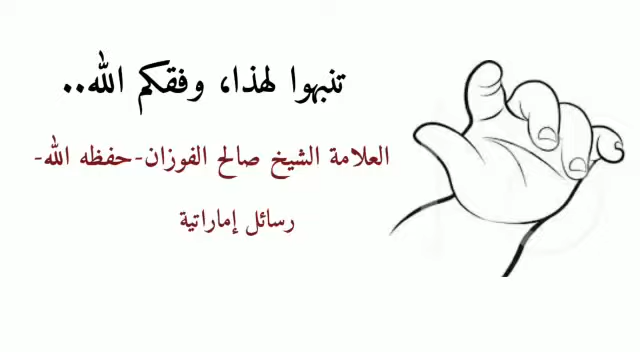 تنبهوا لهذا، وفقكم الله..
العلامة الشيخ صالح الفوزان-حفظه الله-
رسائل إماراتية